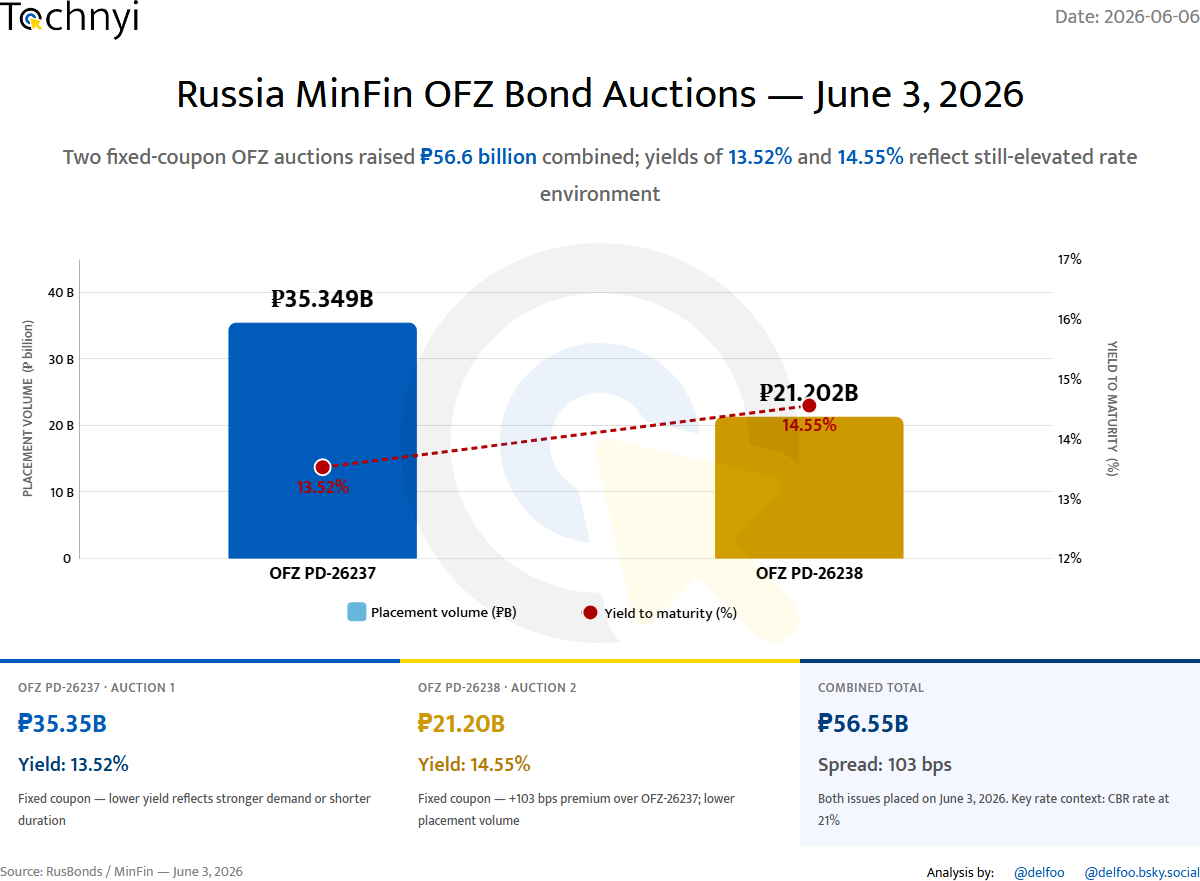 Technyi
Date: 2026-06-06
Russia MinFin OFZ Bond Auctions — June 3, 2026
Two fixed-coupon OFZ auctions raised ₽56.6 billion combined; yields of 13.52% and 14.55% reflect still-elevated rate
environment
PLACEMENT VOLUME (₽ billion)
40 B
30 B
20 B
10 B
0
₽35.349B
13.52%
₽21.202B
14.55%
17%
16%
15%
14%
13%
12%
YIELD TO MATURITY (%)
OFZ PD-26237
OFZ PD-26238
Placement volume (₽B)
Yield to maturity (%)
OFZ PD-26237 · AUCTION 1
₽35.35B
Yield: 13.52%
Fixed coupon — lower yield reflects stronger demand or shorter
duration
OFZ PD-26238 · AUCTION 2
₽21.20B
Yield: 14.55%
Fixed coupon — +103 bps premium over OFZ-26237; lower
placement volume
COMBINED TOTAL
₽56.55B
Spread: 103 bps
Both issues placed on June 3, 2026. Key rate context: CBR rate at
21%
Source: RusBonds / MinFin — June 3, 2026
Analysis by: @delfoo @delfoo.bsky.social